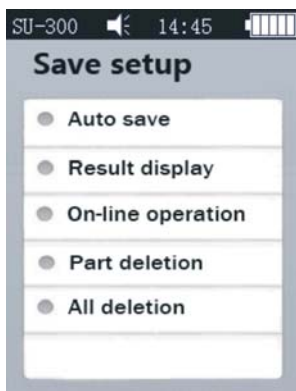 SU-300 14:45
Save setup
Auto save
Result display
On-line operation
Part deletion
All deletion